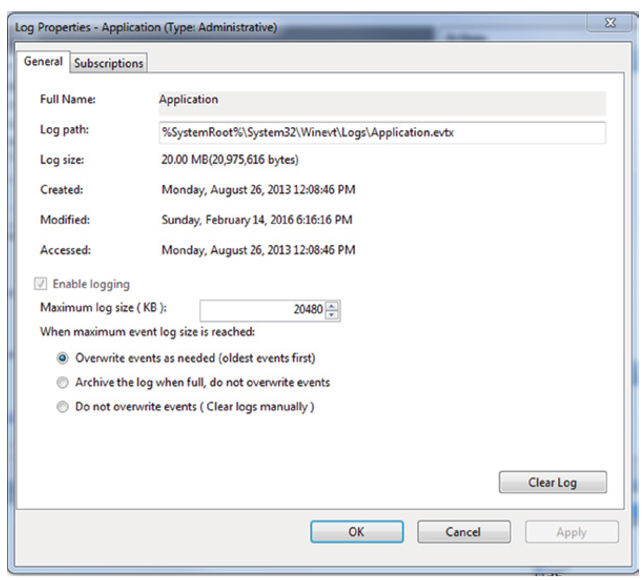 Log Properties - Application (Type: Administrative)
General Subscriptions
Full Name: Application
Log path: %SystemRoot%\System32\Winevt\Logs\Application.evtx
Log size: 20.00 MB(20,975,616 bytes)
Created: Monday, August 26, 2013 12:08:46 PM
Modified: Sunday, February 14, 2016 6:16:16 PM
Accessed: Monday, August 26, 2013 12:08:46 PM
Enable logging
Maximum log size ( KB ): 20480
When maximum event log size is reached:
Overwrite events as needed (oldest events first)
Archive the log when full, do not overwrite events
Do not overwrite events ( Clear logs manually )
Clear Log
OK Cancel Apply